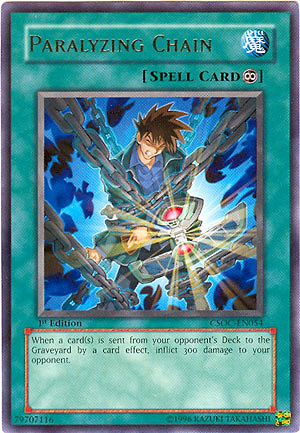 PARALYZING CHAIN
魔
[SPELL CARD∞]
1st Edition
CSOC-EN054
When a card(s) is sent from your opponent's Deck to the
Graveyard by a card effect, inflict 300 damage to your
opponent.
79707116
©1996 KAZUKI TAKAHASHI